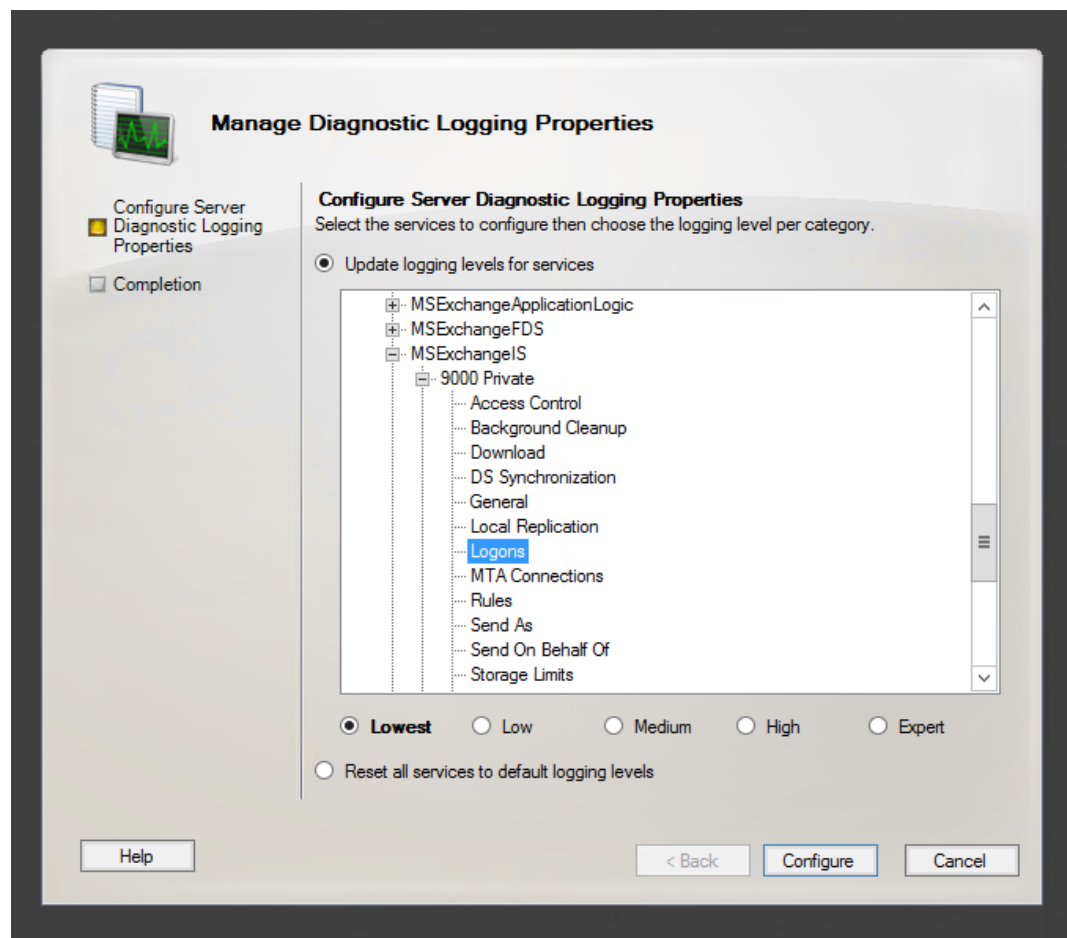 Manage Diagnostic Logging Properties
Configure Server
Diagnostic Logging
Properties
Completion
Configure Server Diagnostic Logging Properties
Select the services to configure then choose the logging level per category.
Update logging levels for services
MSExchangeApplicationLogic
MSExchangeFDS
MSExchangeIS
9000 Private
Access Control
Background Cleanup
Download
DS Synchronization
General
Local Replication
Logons
MTA Connections
Rules
Send As
Send On Behalf Of
Storage Limits
Lowest Low Medium High Expert
Reset all services to default logging levels
Help < Back Configure Cancel